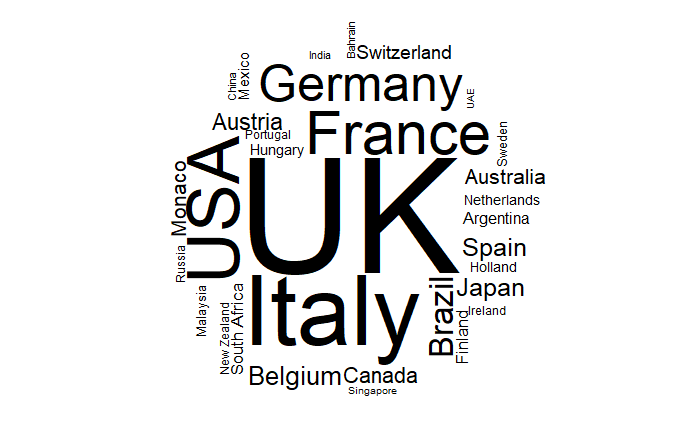 Bahrain
India
Switzerland
China
Mexico
Germany
UAE
Austria
Portugal
France
Hungary
Sweden
Monaco
USA
UK
Australia
Netherlands
Argentina
Spain
Russia
Holland
Malaysia
New Zealand
South Africa
Italy
Brazil
Japan
Finland
Ireland
Belgium
Canada
Singapore